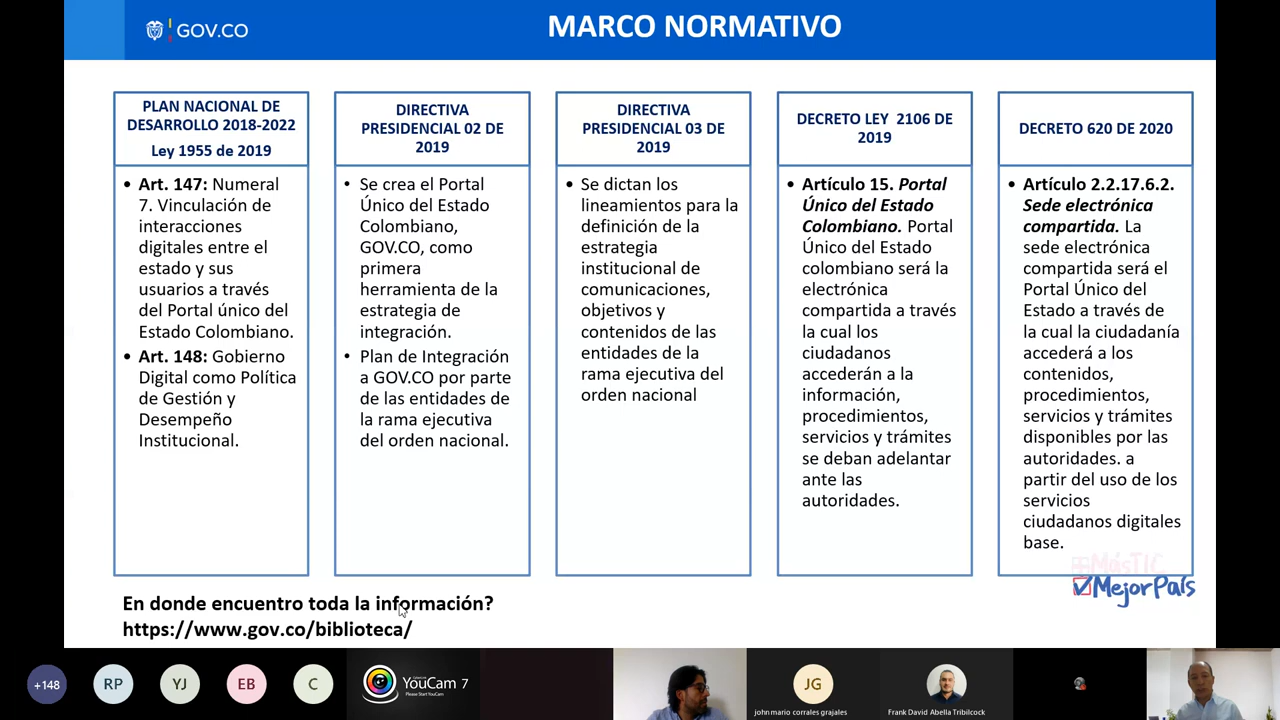 GOV.CO
MARCO NORMATIVO
PLAN NACIONAL DE
DESARROLLO 2018-2022
Ley 1955 de 2019
• Art. 147: Numeral
7. Vinculación de
interacciones
digitales entre el
estado y sus
usuarios a través
del Portal único del
Estado Colombiano.
• Art. 148: Gobierno
Digital como Política
de Gestión y
Desempeño
Institucional.
DIRECTIVA
PRESIDENCIAL 02 DE
2019
• Se crea el Portal
Único del Estado
Colombiano,
GOV.CO, como
primera
herramienta de la
estrategia de
integración.
• Plan de Integración
a GOV.CO por parte
de las entidades de
la rama ejecutiva
del orden nacional.
DIRECTIVA
PRESIDENCIAL 03 DE
2019
• Se dictan los
lineamientos para la
definición de la
estrategia
institucional de
comunicaciones,
objetivos y
contenidos de las
entidades de la
rama ejecutiva del
orden nacional
DECRETO LEY 2106 DE
2019
• Artículo 15. Portal
Único del Estado
Colombiano. Portal
Único del Estado
colombiano será la
electrónica
compartida a través
la cual los
ciudadanos
accederán a la
información,
procedimientos,
servicios y trámites
se deban adelantar
ante las
autoridades.
DECRETO 620 DE 2020
• Artículo 2.2.17.6.2.
Sede electrónica
compartida. La
sede electrónica
compartida será el
Portal Único del
Estado a través de
la cual la ciudadanía
accederá a los
contenidos,
procedimientos,
servicios y trámites
disponibles por las
autoridades. a
partir del uso de los
servicios
ciudadanos digitales
base.
MásTIC
MejorPaís
En donde encuentro toda la información?
https://www.gov.co/biblioteca/
+148
RP
YJ
EB
C
YouCam 7
Please Start YouCam
JG
john mario corrales grajales
Frank David Abella Tribilcock